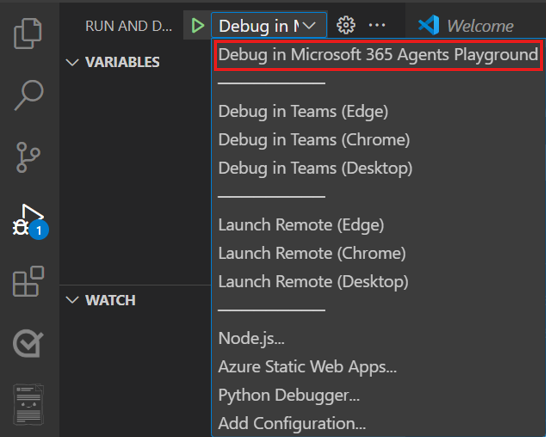 RUN AND D... Debug in M Welcome
VARIABLES
Debug in Microsoft 365 Agents Playground
Debug in Teams (Edge)
Debug in Teams (Chrome)
Debug in Teams (Desktop)
1
Launch Remote (Edge)
Launch Remote (Chrome)
Launch Remote (Desktop)
WATCH
Node.js...
Azure Static Web Apps...
Python Debugger...
Add Configuration...